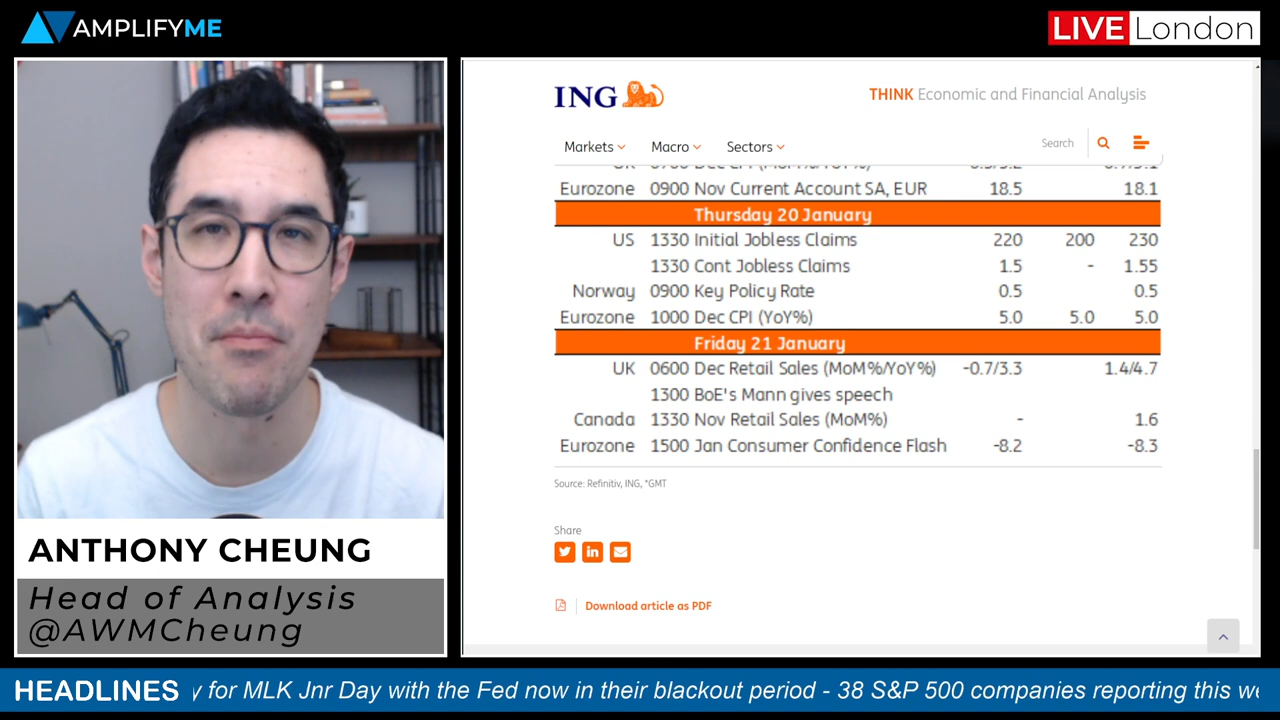 AMPLIFYME
LIVE London
ING
THINK Economic and Financial Analysis
Markets Macro Sectors
Search
Eurozone 0900 Nov Current Account SA, EUR 18.5 18.1
Thursday 20 January
US 1330 Initial Jobless Claims 220 200 230
1330 Cont Jobless Claims 1.5 - 1.55
Norway 0900 Key Policy Rate 0.5 0.5
Eurozone 1000 Dec CPI (YoY%) 5.0 5.0 5.0
Friday 21 January
UK 0600 Dec Retail Sales (MoM%/YoY%) -0.7/3.3 1.4/4.7
1300 BoE's Mann gives speech
Canada 1330 Nov Retail Sales (MoM%) - 1.6
Eurozone 1500 Jan Consumer Confidence Flash -8.2 -8.3
Source: Refinitiv, ING, *GMT
Share
Download article as PDF
ANTHONY CHEUNG
Head of Analysis
@AWMCheung
HEADLINES y for MLK Jnr Day with the Fed now in their blackout period - 38 S&P 500 companies reporting this we